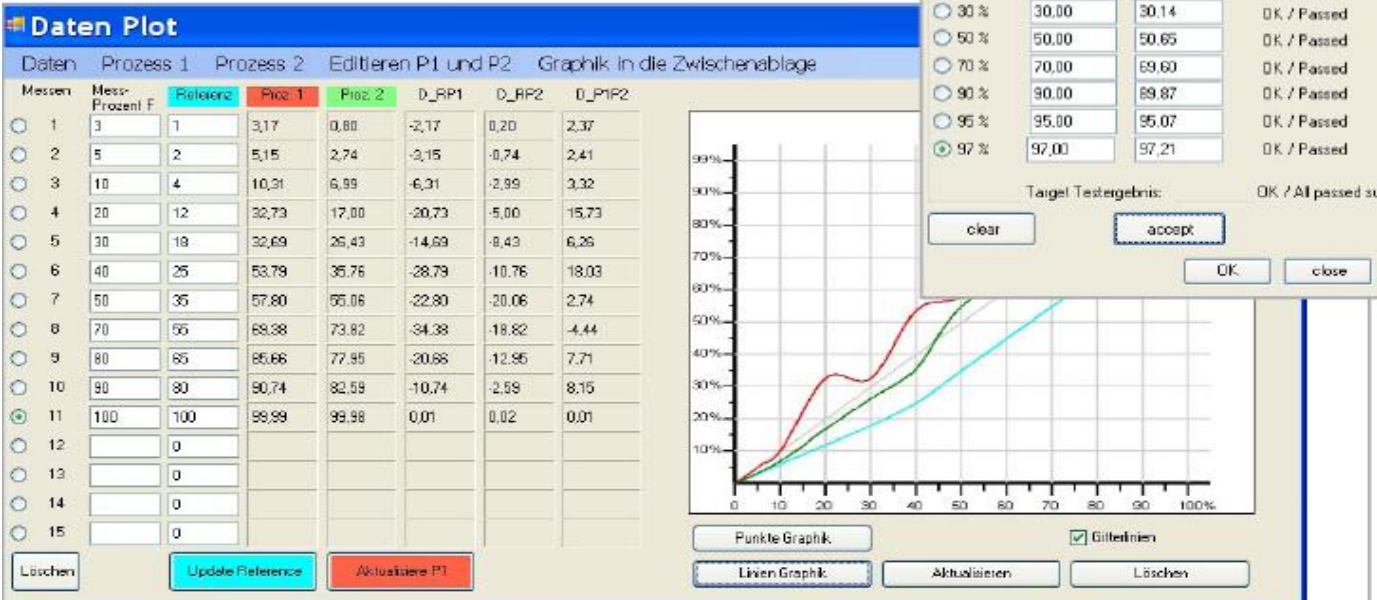 Daten Plot
Daten Prozess 1 Prozess 2 Editieren P1 und P2 Graphik in die Zwischenablage
Messen Mess-Prozent F Referenz Proz. 1 Proz. 2 D_RP1 D_RP2 D_P1P2
1 3 1 3,17 0,80 -2,17 0,20 2,37
2 5 2 5,15 2,74 -3,15 -0,74 2,41
3 10 4 10,31 6,99 -6,31 -2,99 3,32
4 20 12 32,73 17,00 -20,73 -5,00 15,73
5 30 18 32,69 26,43 -14,69 -8,43 6,26
6 40 25 53,79 35,76 -28,79 -10,76 18,03
7 50 35 57,80 55,06 -22,80 -20,06 2,74
8 70 55 69,38 73,82 -34,38 -18,82 -4,44
9 80 65 85,66 77,95 -20,66 -12,95 7,71
10 90 80 90,74 82,59 -10,74 -2,59 8,15
11 100 100 99,99 99,98 0,01 0,02 0,01
12 0
13 0
14 0
15 0
Löschen Update Reference Aktualisiere P1
99%
90%
80%
70%
60%
50%
40%
30%
20%
10%
0 10 20 30 40 50 60 70 80 90 100%
Punkte Graphik Gitterlinien
Linien Graphik Aktualisieren Löschen
30 % 30,00 30,14 OK / Passed
50 % 50,00 50,65 OK / Passed
70 % 70,00 69,60 OK / Passed
90 % 90,00 89,87 OK / Passed
95 % 95,00 95,07 OK / Passed
97 % 97,00 97,21 OK / Passed
Target Testergebnis: OK / All passed su
clear accept
OK close